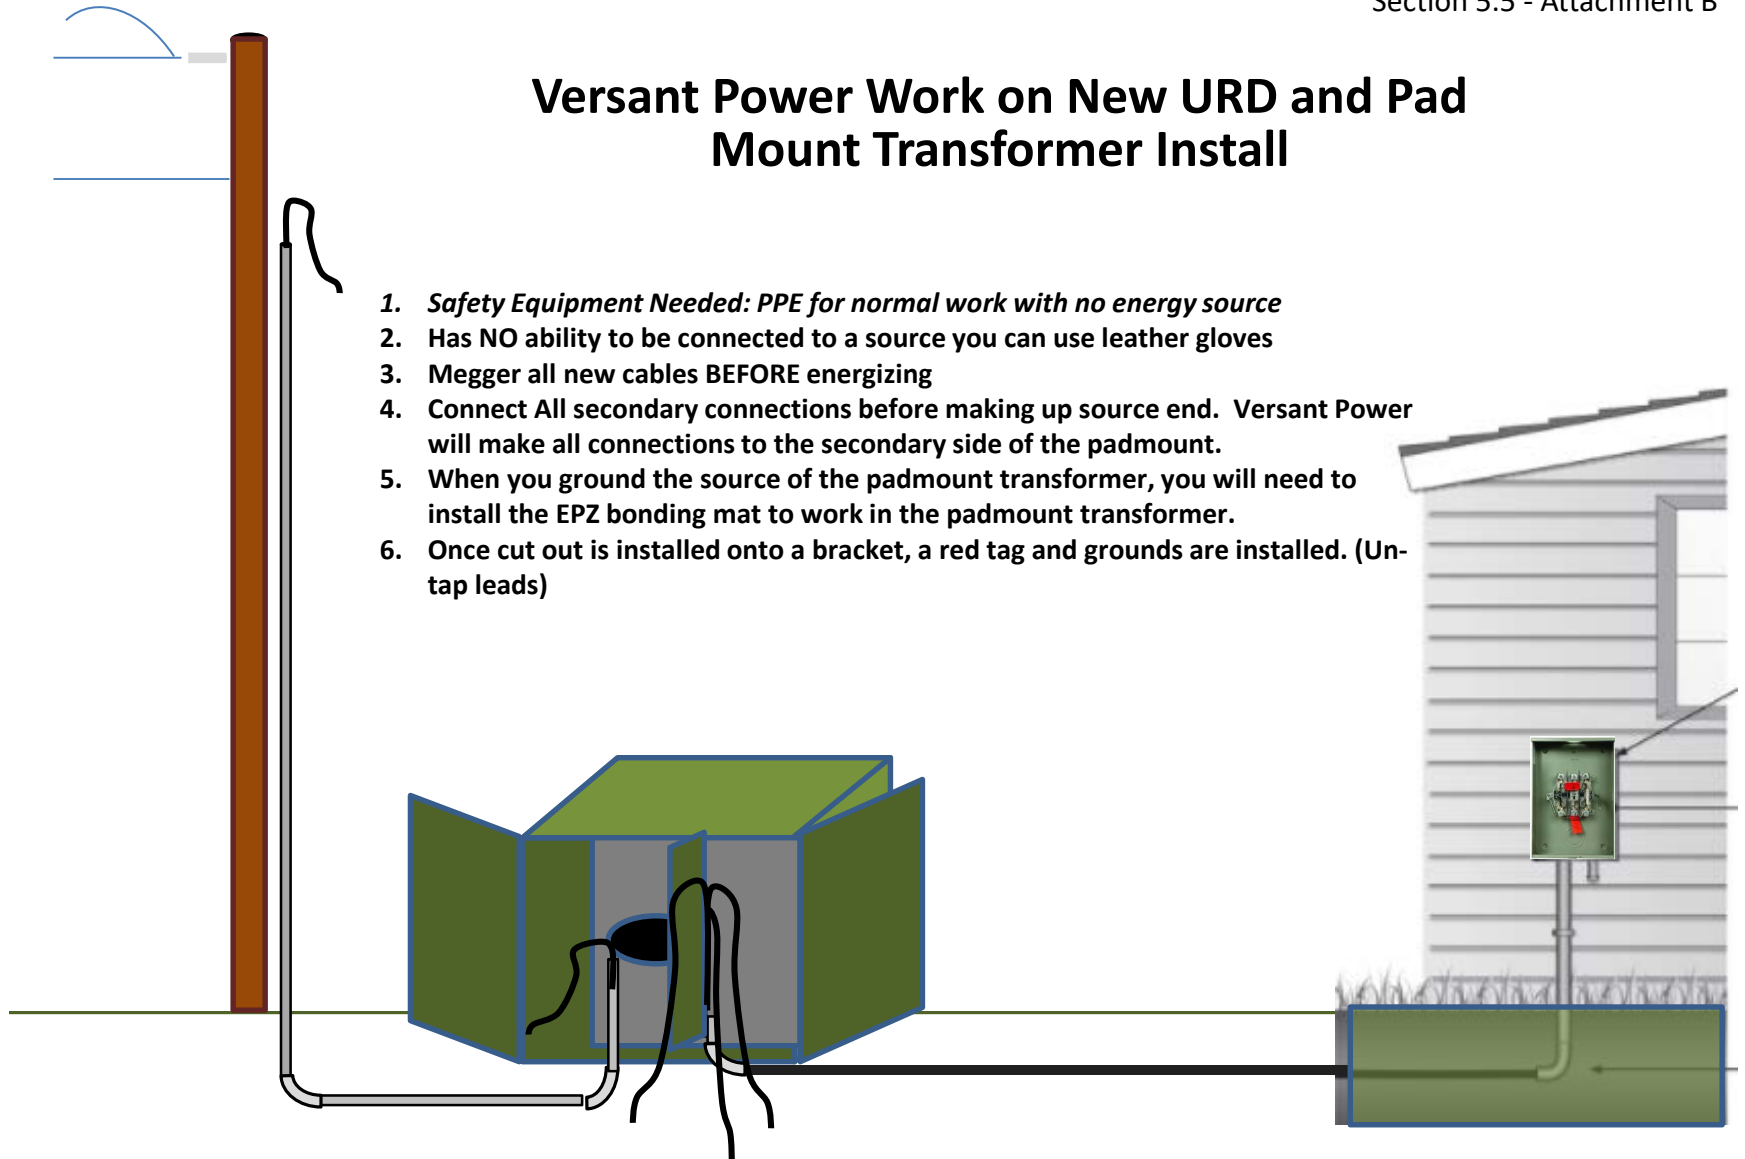 Section 5.5 - Attachment B
Versant Power Work on New URD and Pad
Mount Transformer Install
1. Safety Equipment Needed: PPE for normal work with no energy source
2. Has NO ability to be connected to a source you can use leather gloves
3. Megger all new cables BEFORE energizing
4. Connect All secondary connections before making up source end. Versant Power
will make all connections to the secondary side of the padmount.
5. When you ground the source of the padmount transformer, you will need to
install the EPZ bonding mat to work in the padmount transformer.
6. Once cut out is installed onto a bracket, a red tag and grounds are installed. (Un-
tap leads)